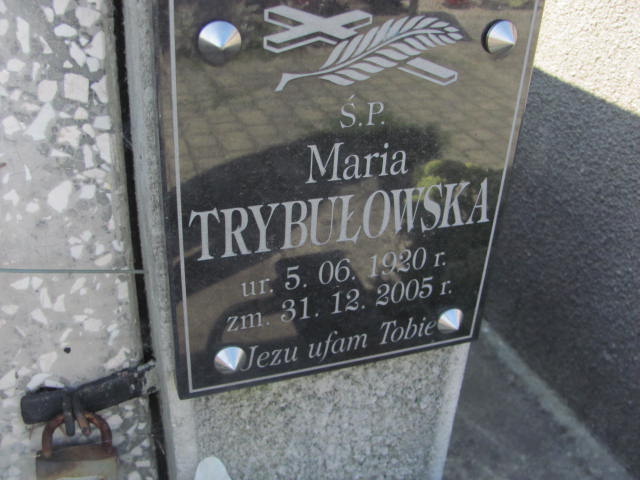 Ś.P.
Maria
TRYBUŁOWSKA
ur. 5. 06. 1920 r.
zm. 31. 12. 2005 r.
Jezu ufam Tobie